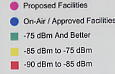 Proposed Facilities
On-Air / Approved Facilities
-75 dBm And Better
-85 dBm to -75 dBm
-90 dBm to -85 dBm